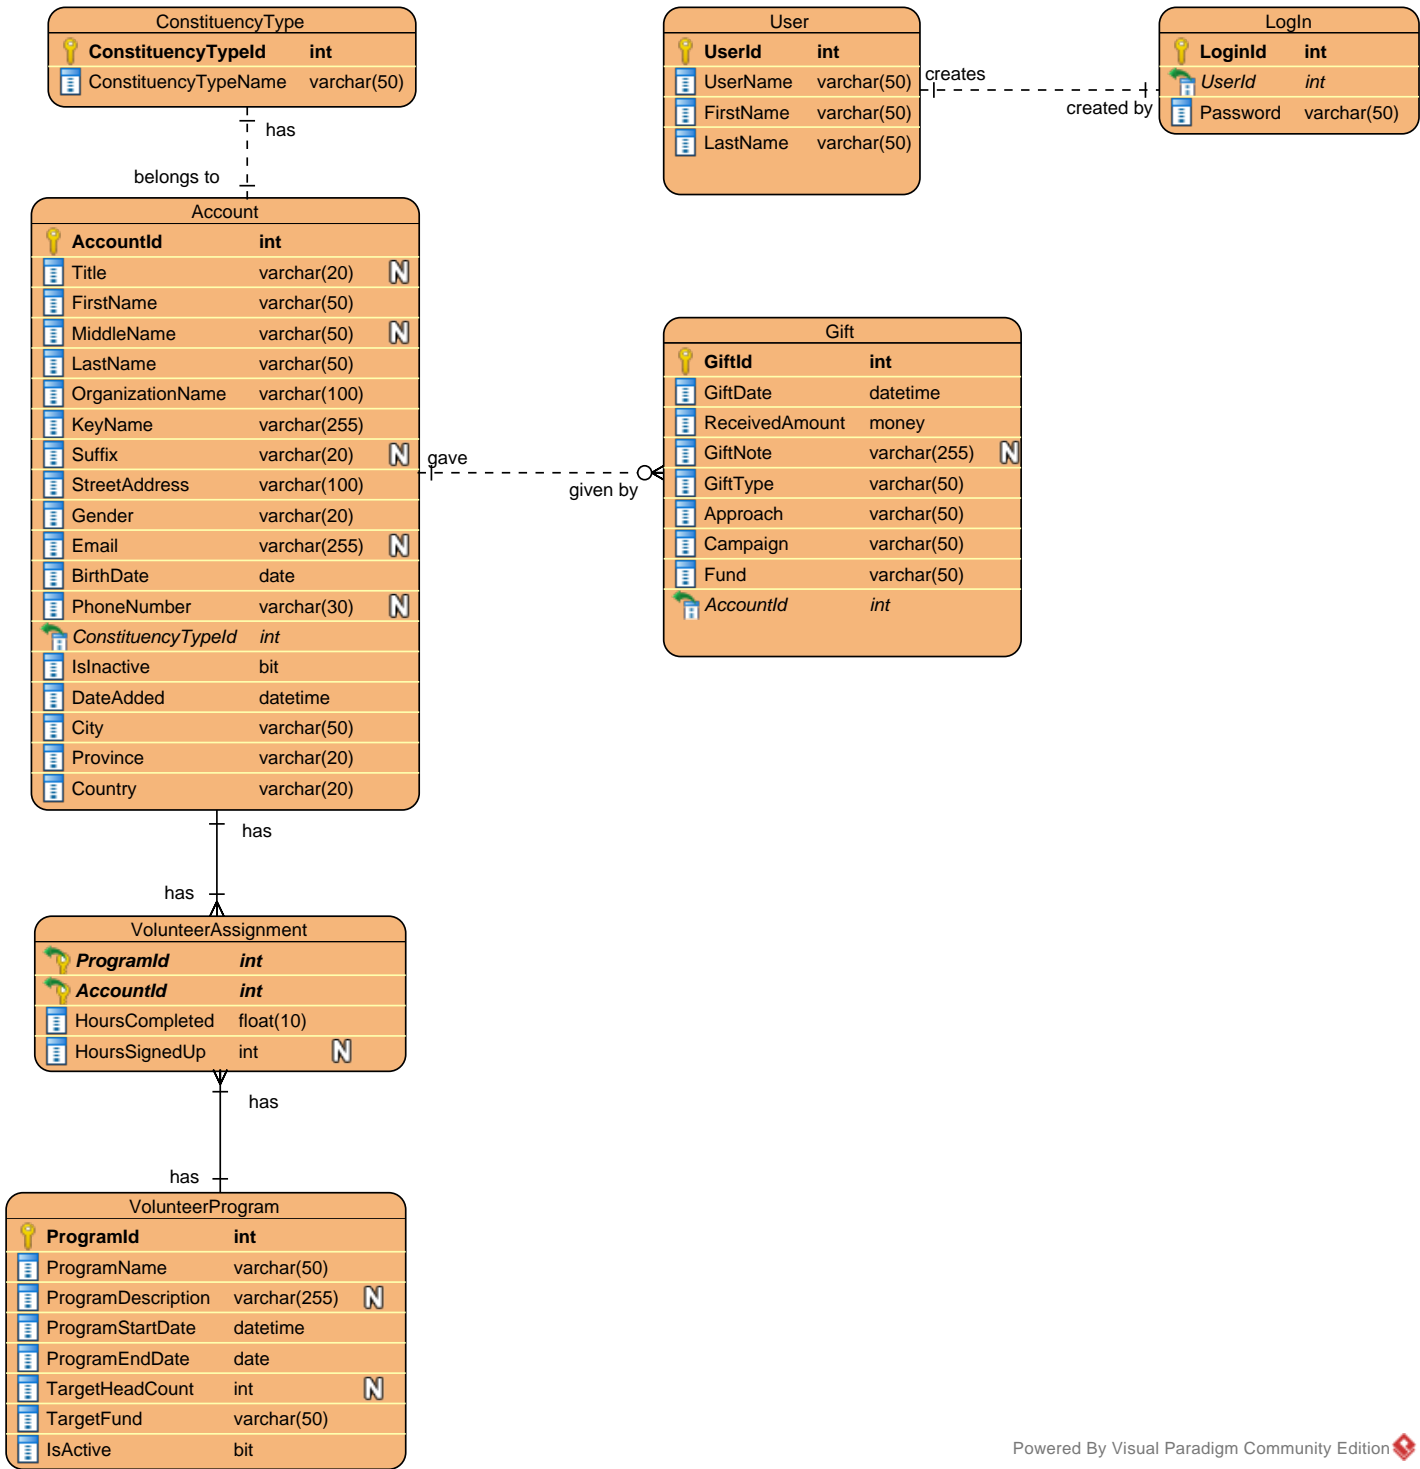 ConstituencyType
ConstituencyTypeId int
ConstituencyTypeName varchar(50)
has
belongs to
User
UserId int
UserName varchar(50)
FirstName varchar(50)
LastName varchar(50)
creates
created by
LogIn
LoginId int
UserId int
Password varchar(50)
Account
AccountId int
Title varchar(20) N
FirstName varchar(50)
MiddleName varchar(50) N
LastName varchar(50)
OrganizationName varchar(100)
KeyName varchar(255)
Suffix varchar(20) N
StreetAddress varchar(100)
Gender varchar(20)
Email varchar(255) N
BirthDate date
PhoneNumber varchar(30) N
ConstituencyTypeId int
IsInactive bit
DateAdded datetime
City varchar(50)
Province varchar(20)
Country varchar(20)
gave
given by
Gift
GiftId int
GiftDate datetime
ReceivedAmount money
GiftNote varchar(255) N
GiftType varchar(50)
Approach varchar(50)
Campaign varchar(50)
Fund varchar(50)
AccountId int
has
has
VolunteerAssignment
ProgramId int
AccountId int
HoursCompleted float(10)
HoursSignedUp int N
has
has
VolunteerProgram
ProgramId int
ProgramName varchar(50)
ProgramDescription varchar(255) N
ProgramStartDate datetime
ProgramEndDate date
TargetHeadCount int N
TargetFund varchar(50)
IsActive bit
Powered By Visual Paradigm Community Edition